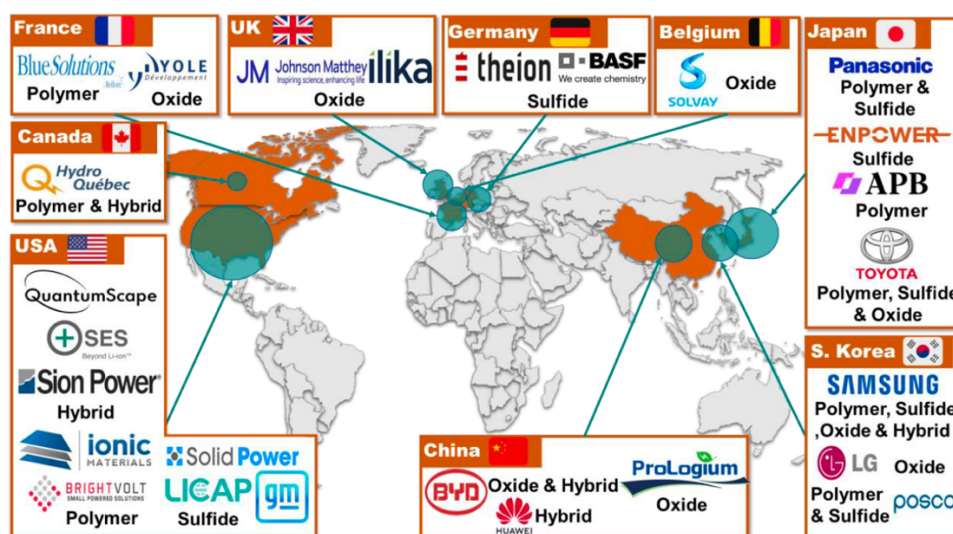 France
BlueSolutions
Polymer
YOLE
Développement
Oxide
UK
JM Johnson Matthey
Inspiring science, enhancing life
ilika
Oxide
Germany
theion
BASF
We create chemistry
Sulfide
Belgium
SOLVAY
Oxide
Japan
Panasonic
Polymer &
Sulfide
ENPOWER
Sulfide
APB
Polymer
TOYOTA
Polymer, Sulfide
& Oxide
Canada
Hydro
Québec
Polymer & Hybrid
USA
QuantumScape
SES
Beyond Li-ion™
Sion Power®
Hybrid
ionic
MATERIALS
BRIGHTVOLT
SMALL POWERED SOLUTIONS
Polymer
Solid Power
LICAP
gm
Sulfide
China
BYD
Oxide & Hybrid
HUAWEI
Hybrid
ProLogium
Oxide
S. Korea
SAMSUNG
Polymer, Sulfide
,Oxide & Hybrid
LG
Oxide
Polymer
& Sulfide
posco